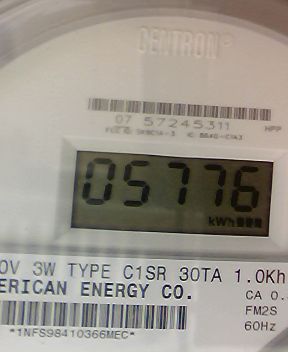 CENTRON®
07 57245311
HPP
05776
kWh
0V 3W TYPE C1SR 30TA 1.0Kh
ERICAN ENERGY CO.
CA 0.
FM2S
60Hz
*1NFS98410366MEC*